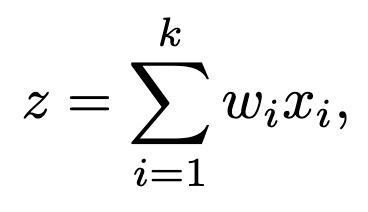 z = \sum_{i=1}^{k} w_i x_i,